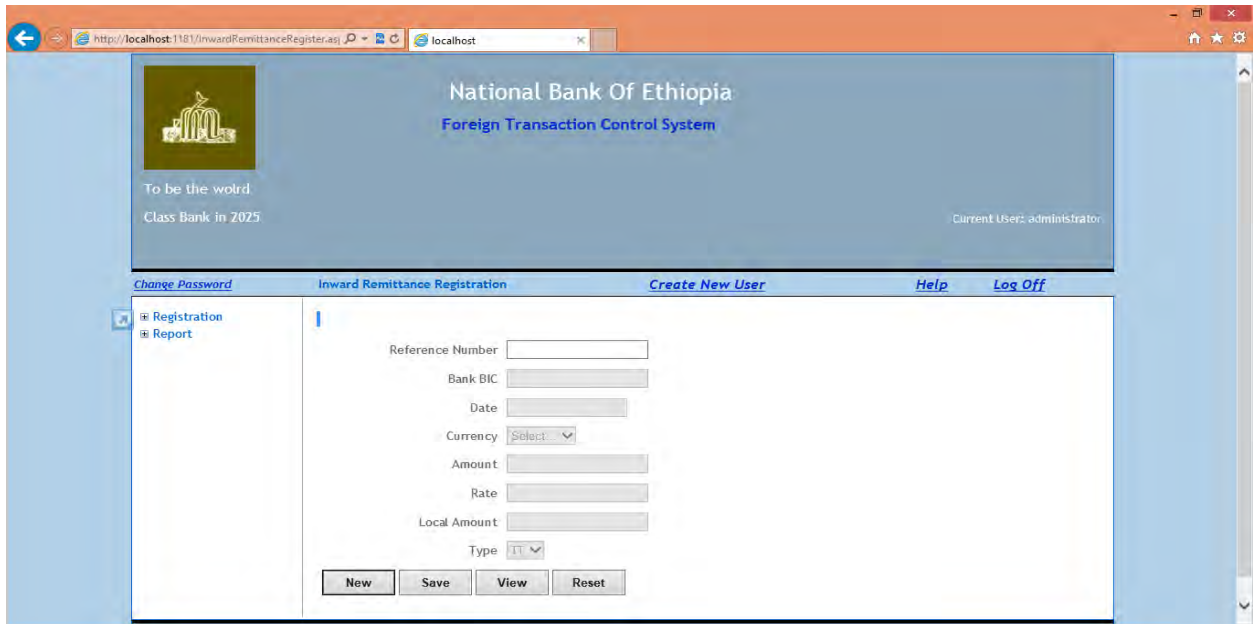 http://localhost:1181/InwardRemittanceRegister.asp
localhost
National Bank Of Ethiopia
Foreign Transaction Control System
To be the wolrd
Class Bank in 2025
Current User: administrator
Change Password
Inward Remittance Registration
Create New User
Help
Log Off
Registration
Report
Reference Number
Bank BIC
Date
Currency Select...
Amount
Rate
Local Amount
Type TT
New Save View Reset